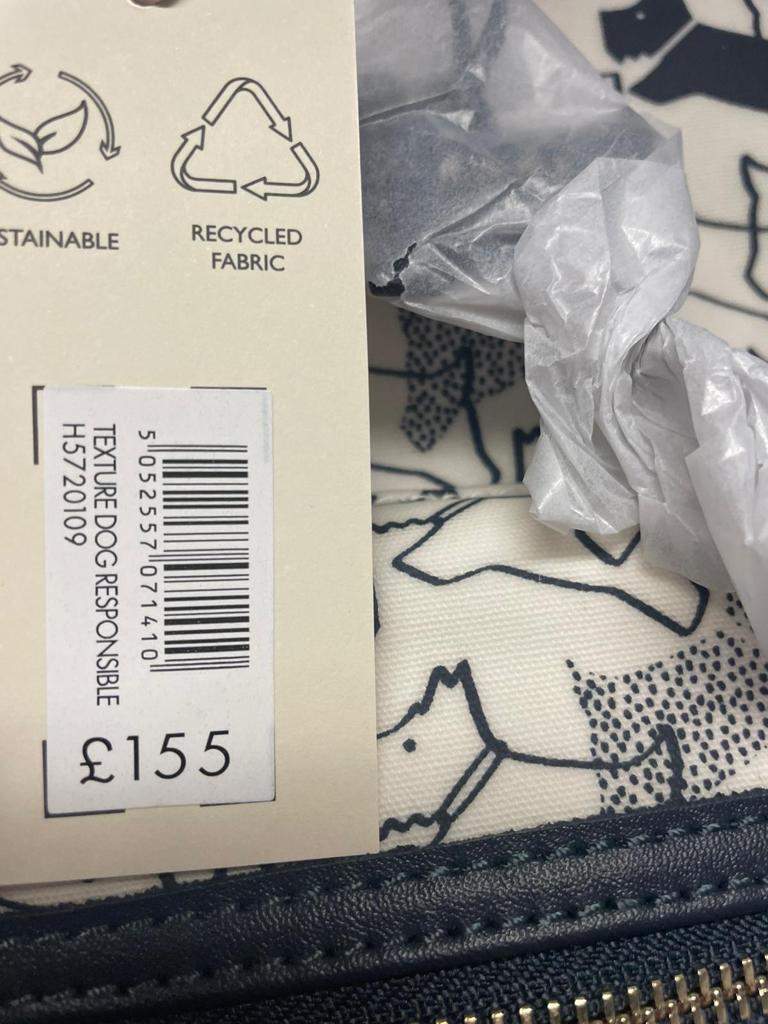 STAINABLE
RECYCLED
FABRIC
TEXTURE DOG RESPONSIBLE
H5720109
5 052557 071410
£155